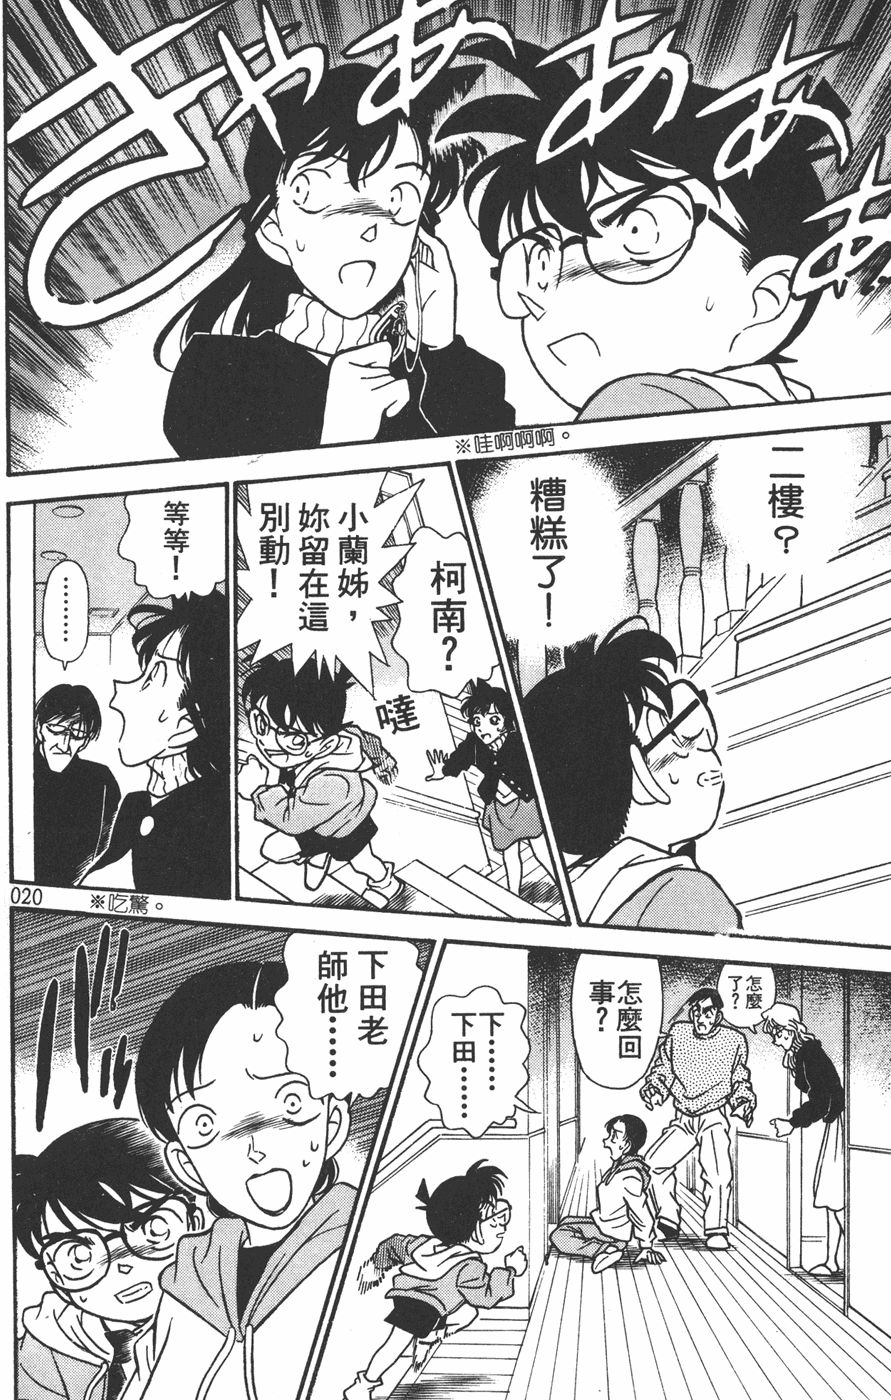 きゃああああ
※哇啊啊啊。
二樓？
糟糕了！
柯南？
小蘭姊，
妳留在這
別動！
噠
等等！
………
020
※吃驚。
怎麼
了？
怎麼回
事？
下……
下田……
下田老
師他……